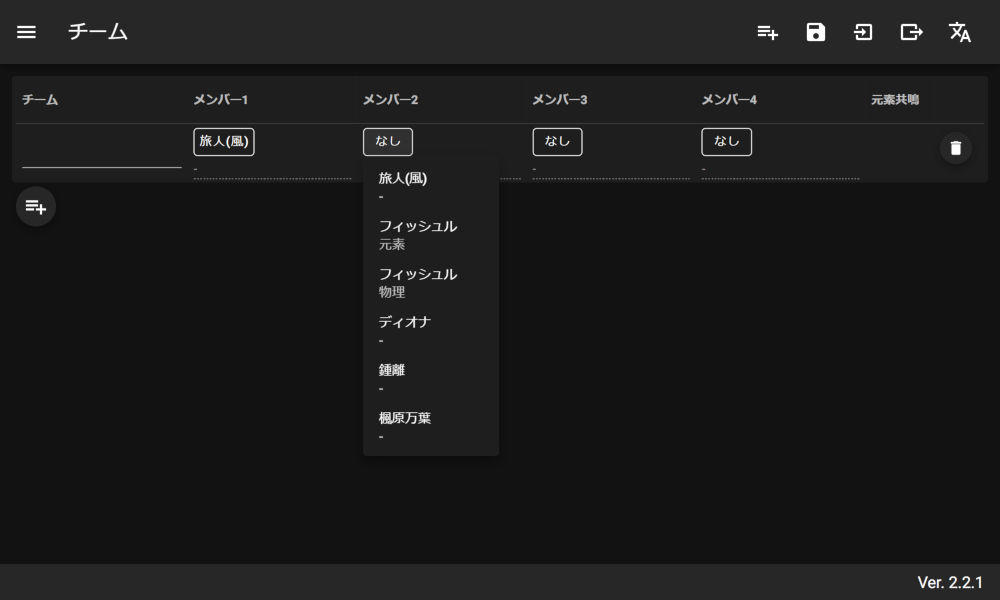 チーム
チーム メンバー1 メンバー2 メンバー3 メンバー4 元素共鳴
旅人(風) なし なし なし
- - -
旅人(風)
-
フィッシュル
元素
フィッシュル
物理
ディオナ
-
鍾離
-
楓原万葉
-
Ver. 2.2.1